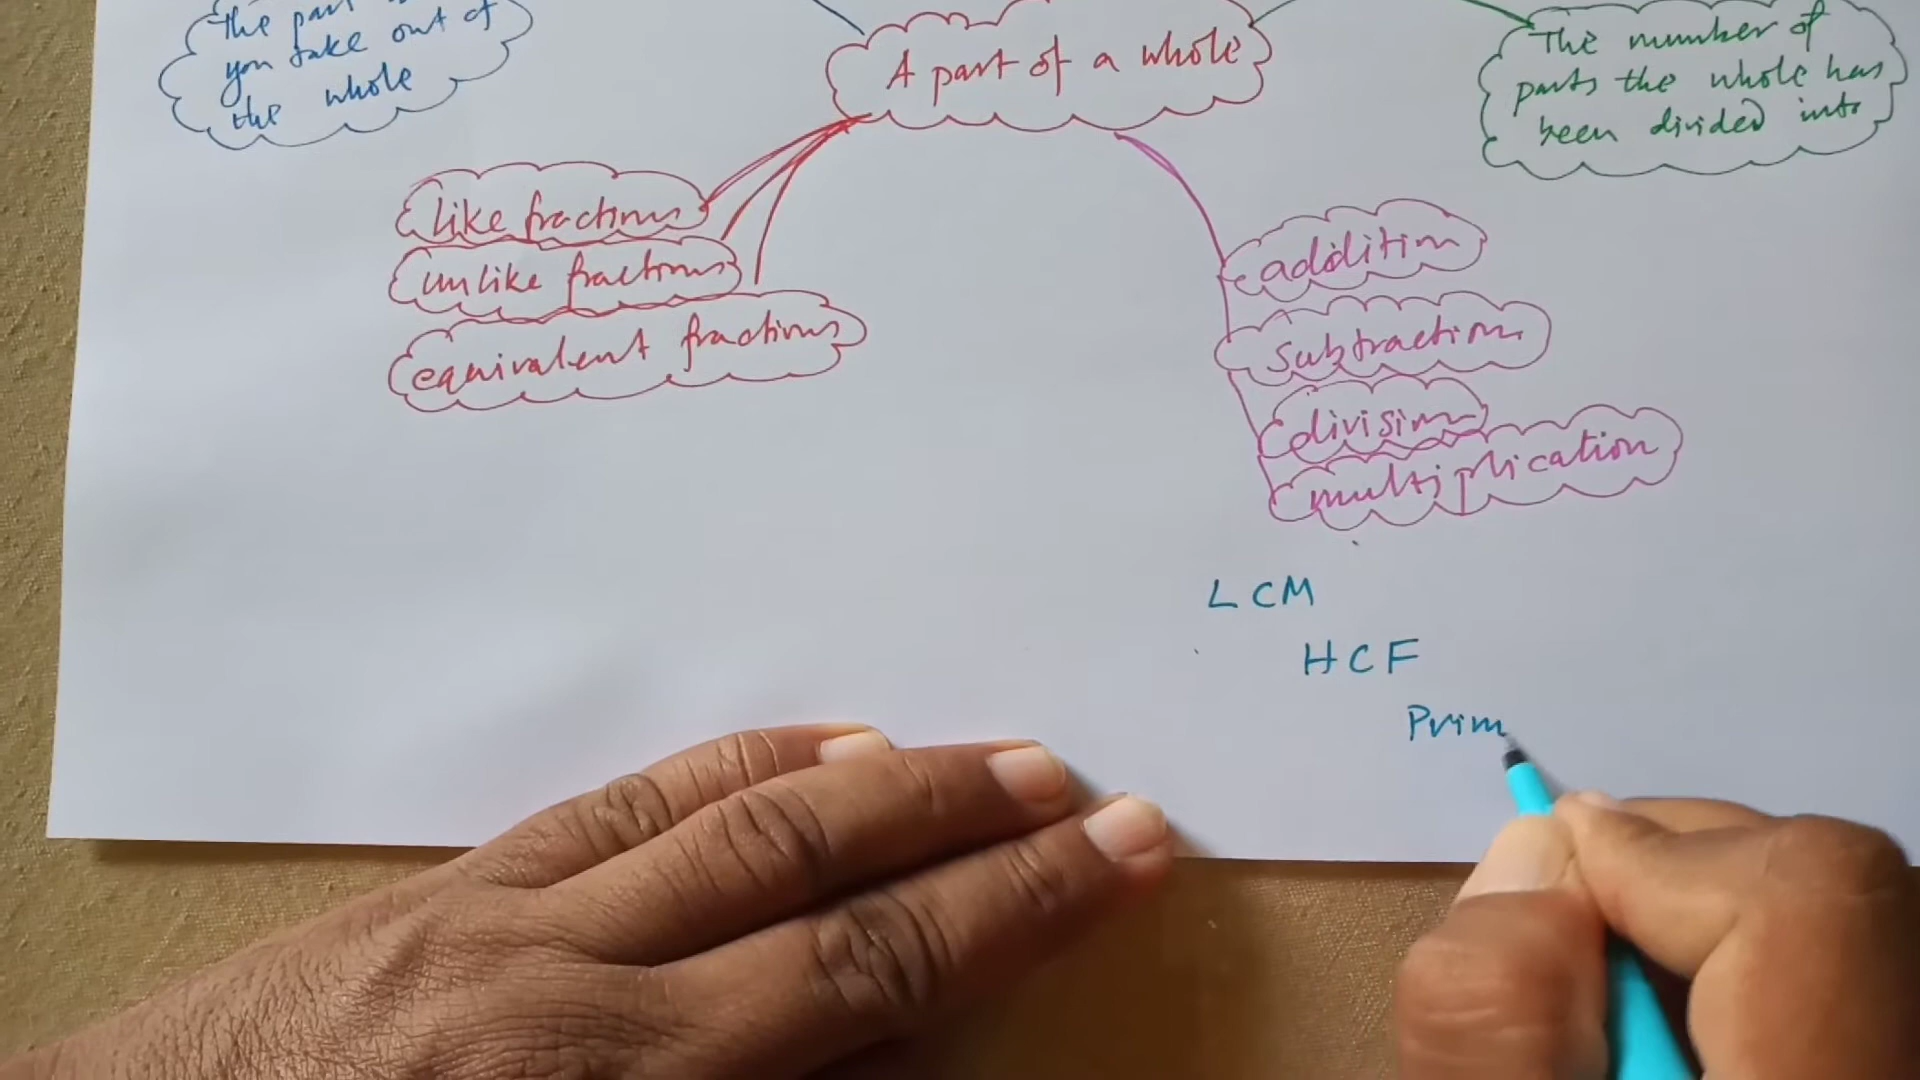 The part
you take out of
the whole
A part of a whole
The number of
parts the whole has
been divided into
like fractions
unlike fractions
equivalent fractions
addition
subtraction
division
multiplication
LCM
HCF
Prim